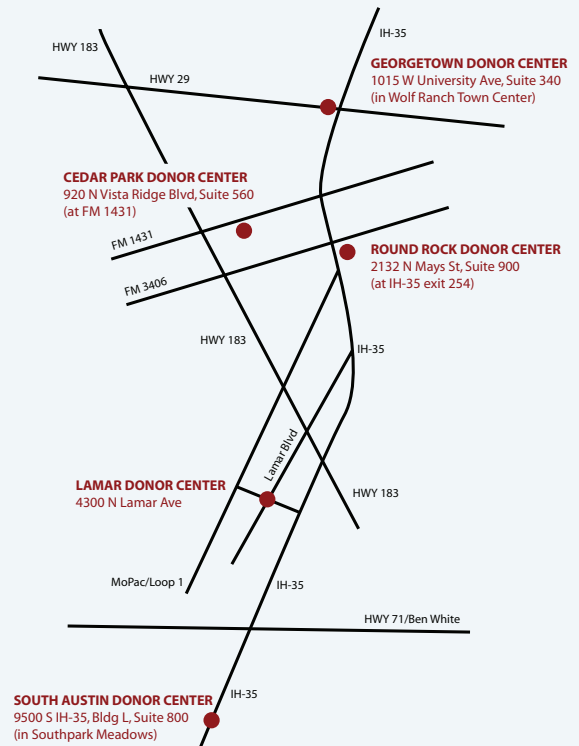 IH-35
HWY 183
GEORGETOWN DONOR CENTER
1015 W University Ave, Suite 340
(in Wolf Ranch Town Center)
HWY 29
CEDAR PARK DONOR CENTER
920 N Vista Ridge Blvd, Suite 560
(at FM 1431)
FM 1431
ROUND ROCK DONOR CENTER
2132 N Mays St, Suite 900
(at IH-35 exit 254)
FM 3406
HWY 183
IH-35
Lamar Blvd
LAMAR DONOR CENTER
4300 N Lamar Ave
HWY 183
MoPac/Loop 1
IH-35
HWY 71/Ben White
IH-35
SOUTH AUSTIN DONOR CENTER
9500 S IH-35, Bldg L, Suite 800
(in Southpark Meadows)